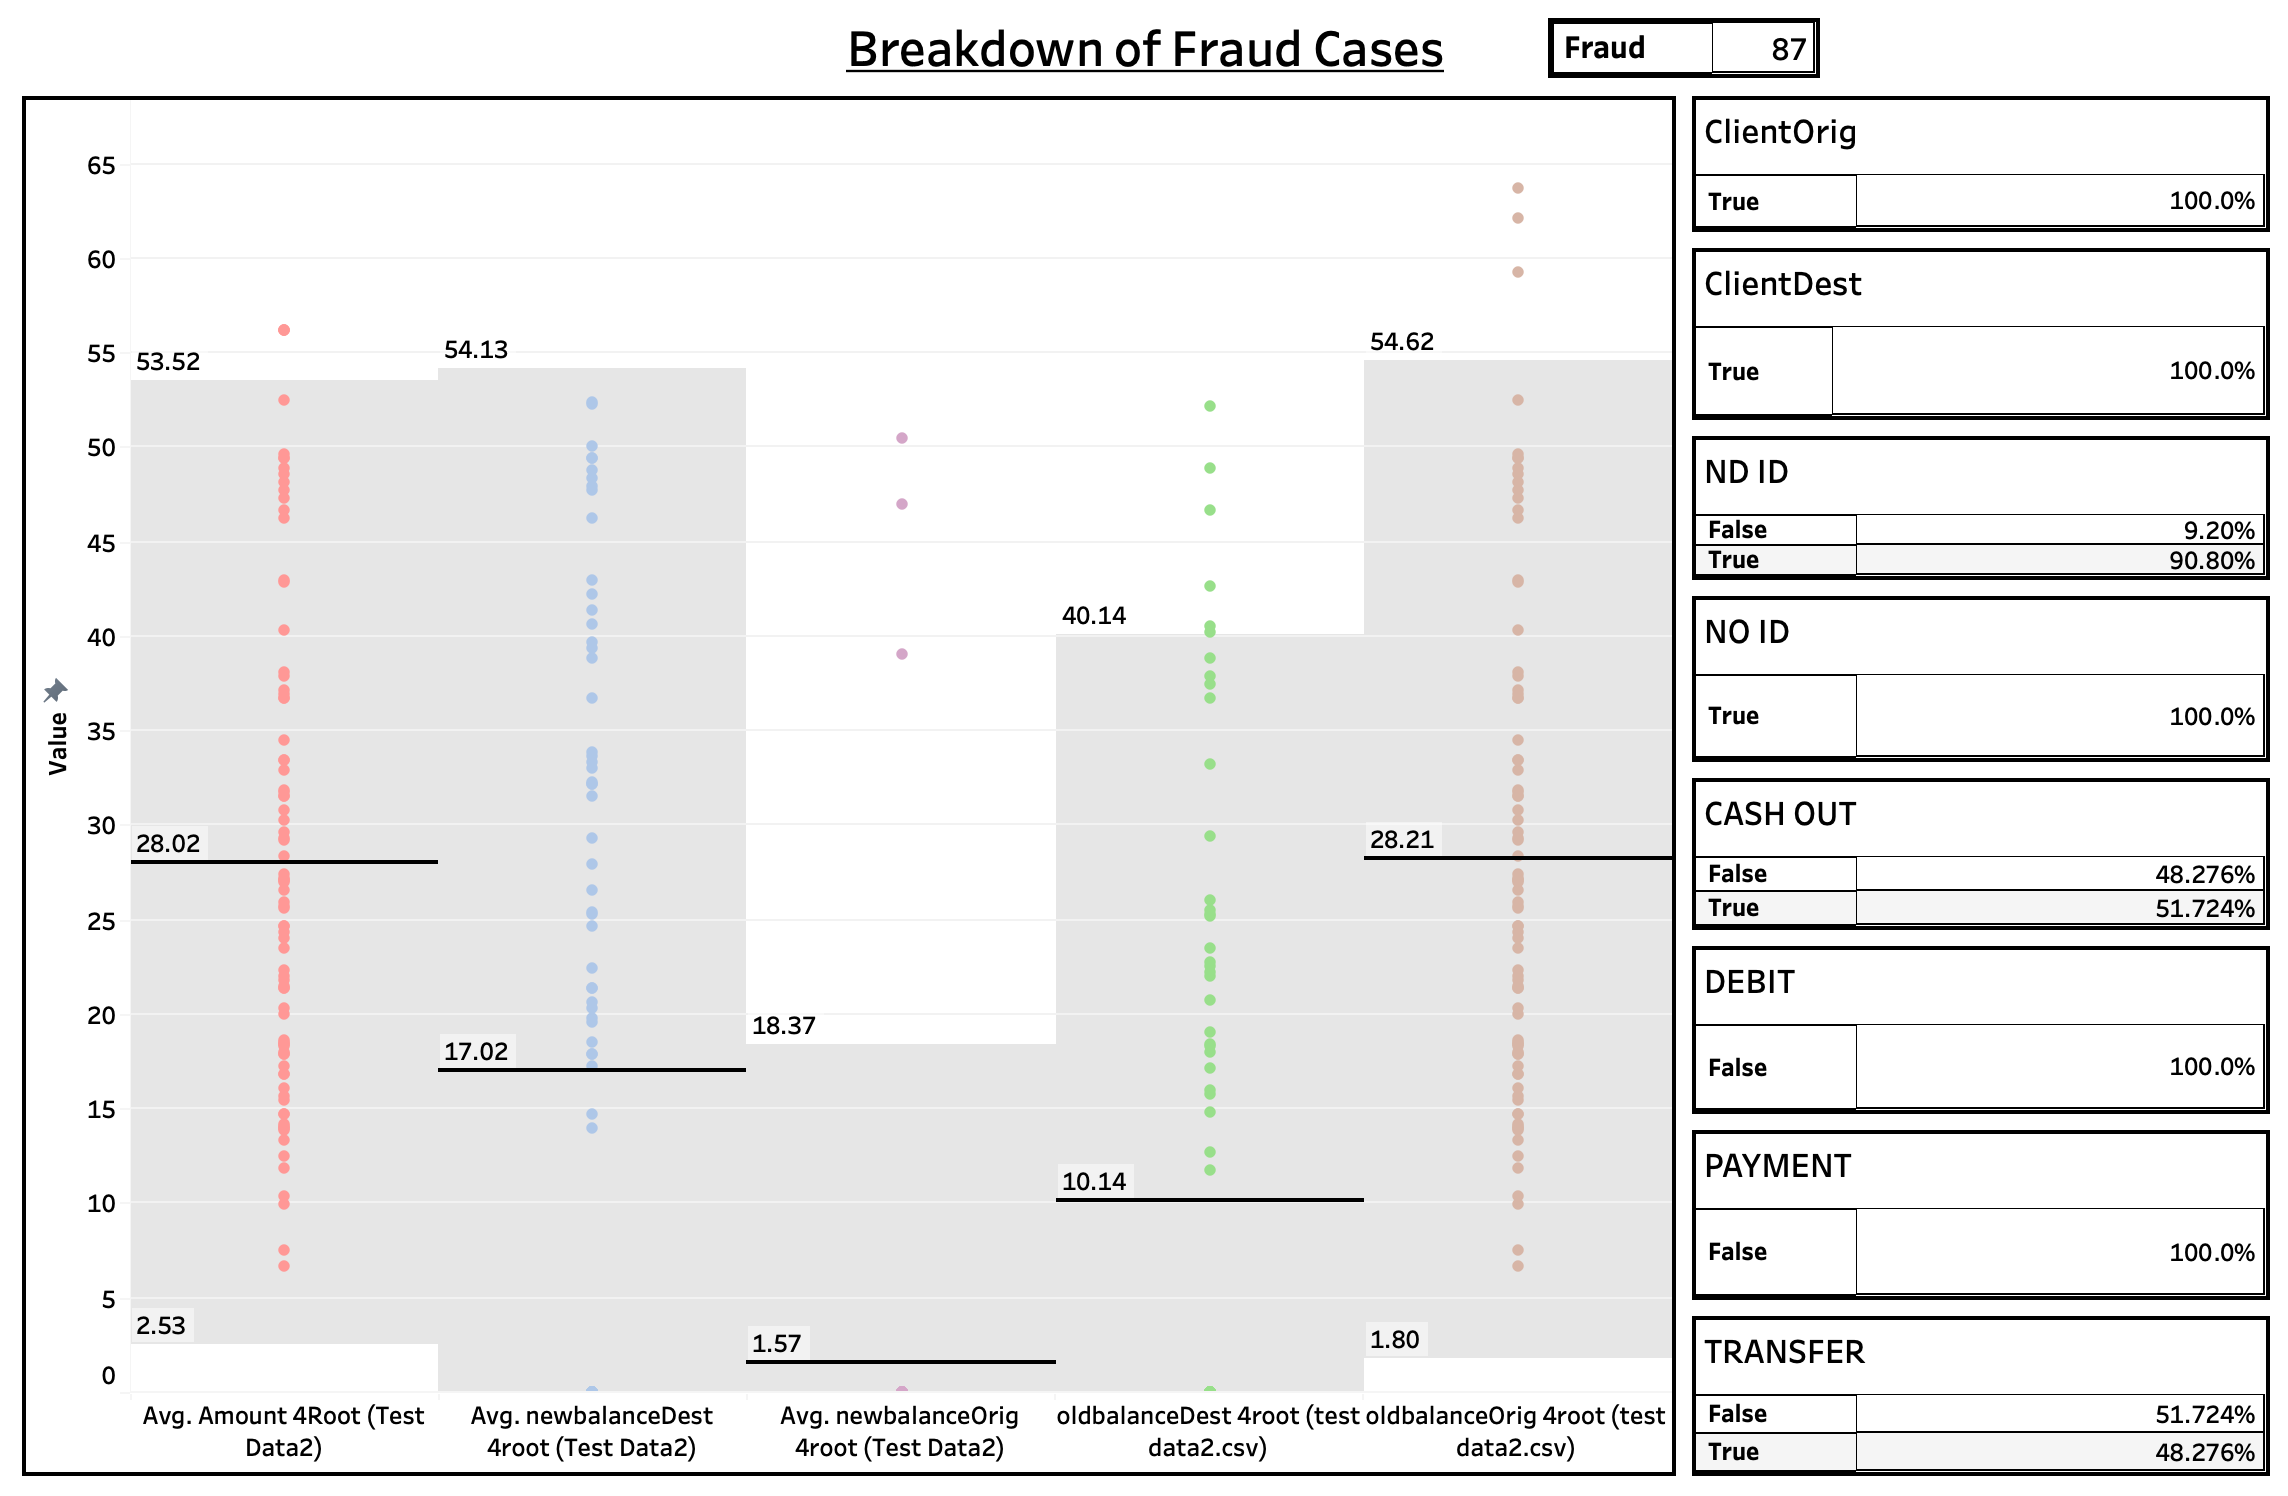 Breakdown of Fraud Cases
Fraud 87
65
60
55
50
45
40
35
30
25
20
15
10
5
0
Value
53.52
28.02
2.53
54.13
17.02
18.37
1.57
40.14
10.14
54.62
28.21
1.80
Avg. Amount 4Root (Test
Data2)
Avg. newbalanceDest
4root (Test Data2)
Avg. newbalanceOrig
4root (Test Data2)
oldbalanceDest 4root (test
data2.csv)
oldbalanceOrig 4root (test
data2.csv)
ClientOrig
True 100.0%
ClientDest
True 100.0%
ND ID
False 9.20%
True 90.80%
NO ID
True 100.0%
CASH OUT
False 48.276%
True 51.724%
DEBIT
False 100.0%
PAYMENT
False 100.0%
TRANSFER
False 51.724%
True 48.276%